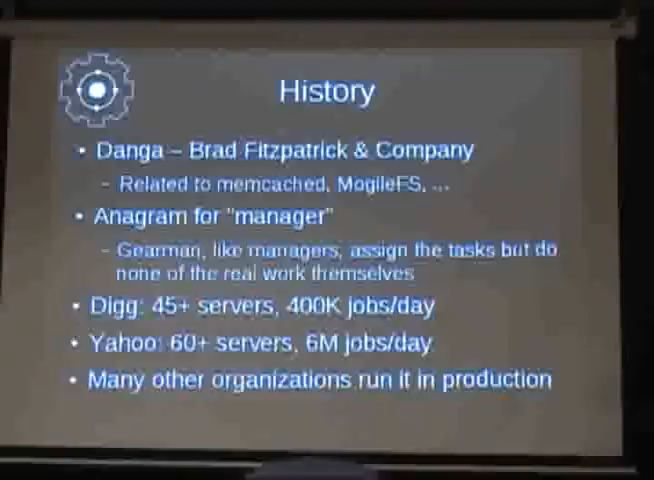 History
• Danga – Brad Fitzpatrick & Company
– Related to memcached, MogileFS, ...
• Anagram for "manager"
– Gearman, like managers, assign the tasks but do
none of the real work themselves
• Digg: 45+ servers, 400K jobs/day
• Yahoo: 60+ servers, 6M jobs/day
• Many other organizations run it in production